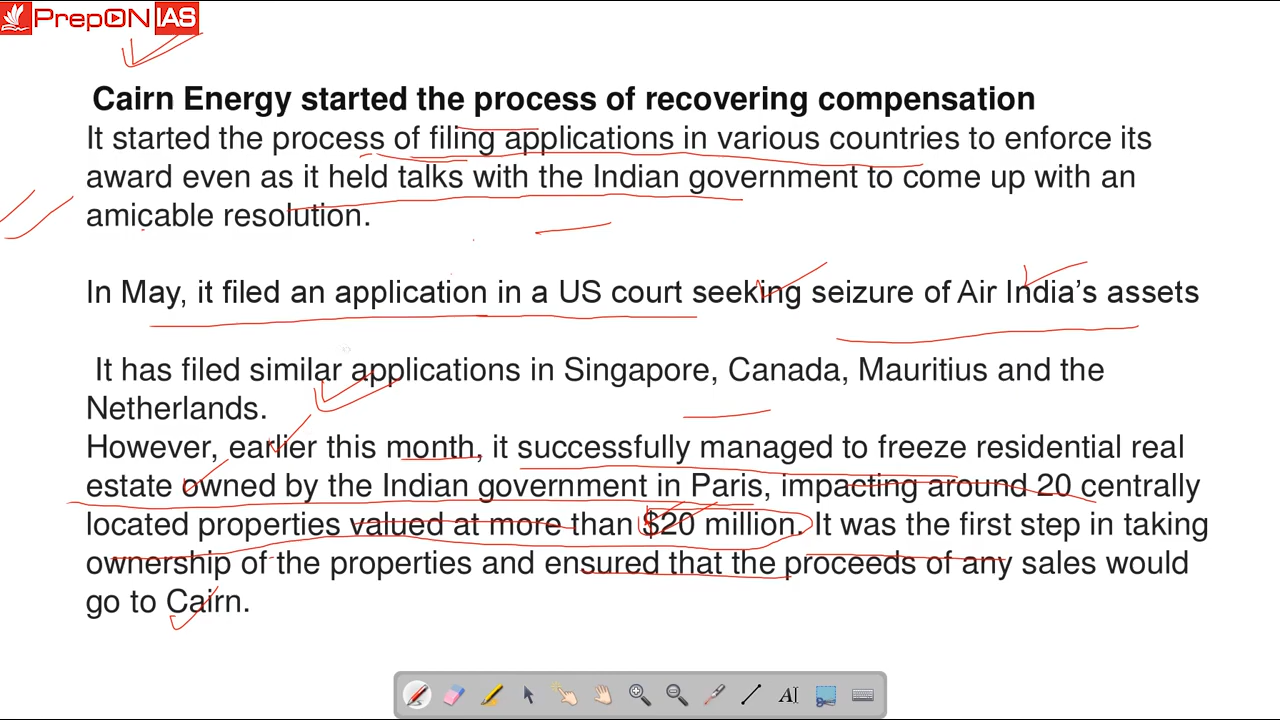 PrepON IAS
Cairn Energy started the process of recovering compensation
It started the process of filing applications in various countries to enforce its
award even as it held talks with the Indian government to come up with an
amicable resolution.
In May, it filed an application in a US court seeking seizure of Air India’s assets
It has filed similar applications in Singapore, Canada, Mauritius and the
Netherlands.
However, earlier this month, it successfully managed to freeze residential real
estate owned by the Indian government in Paris, impacting around 20 centrally
located properties valued at more than $20 million. It was the first step in taking
ownership of the properties and ensured that the proceeds of any sales would
go to Cairn.
AI